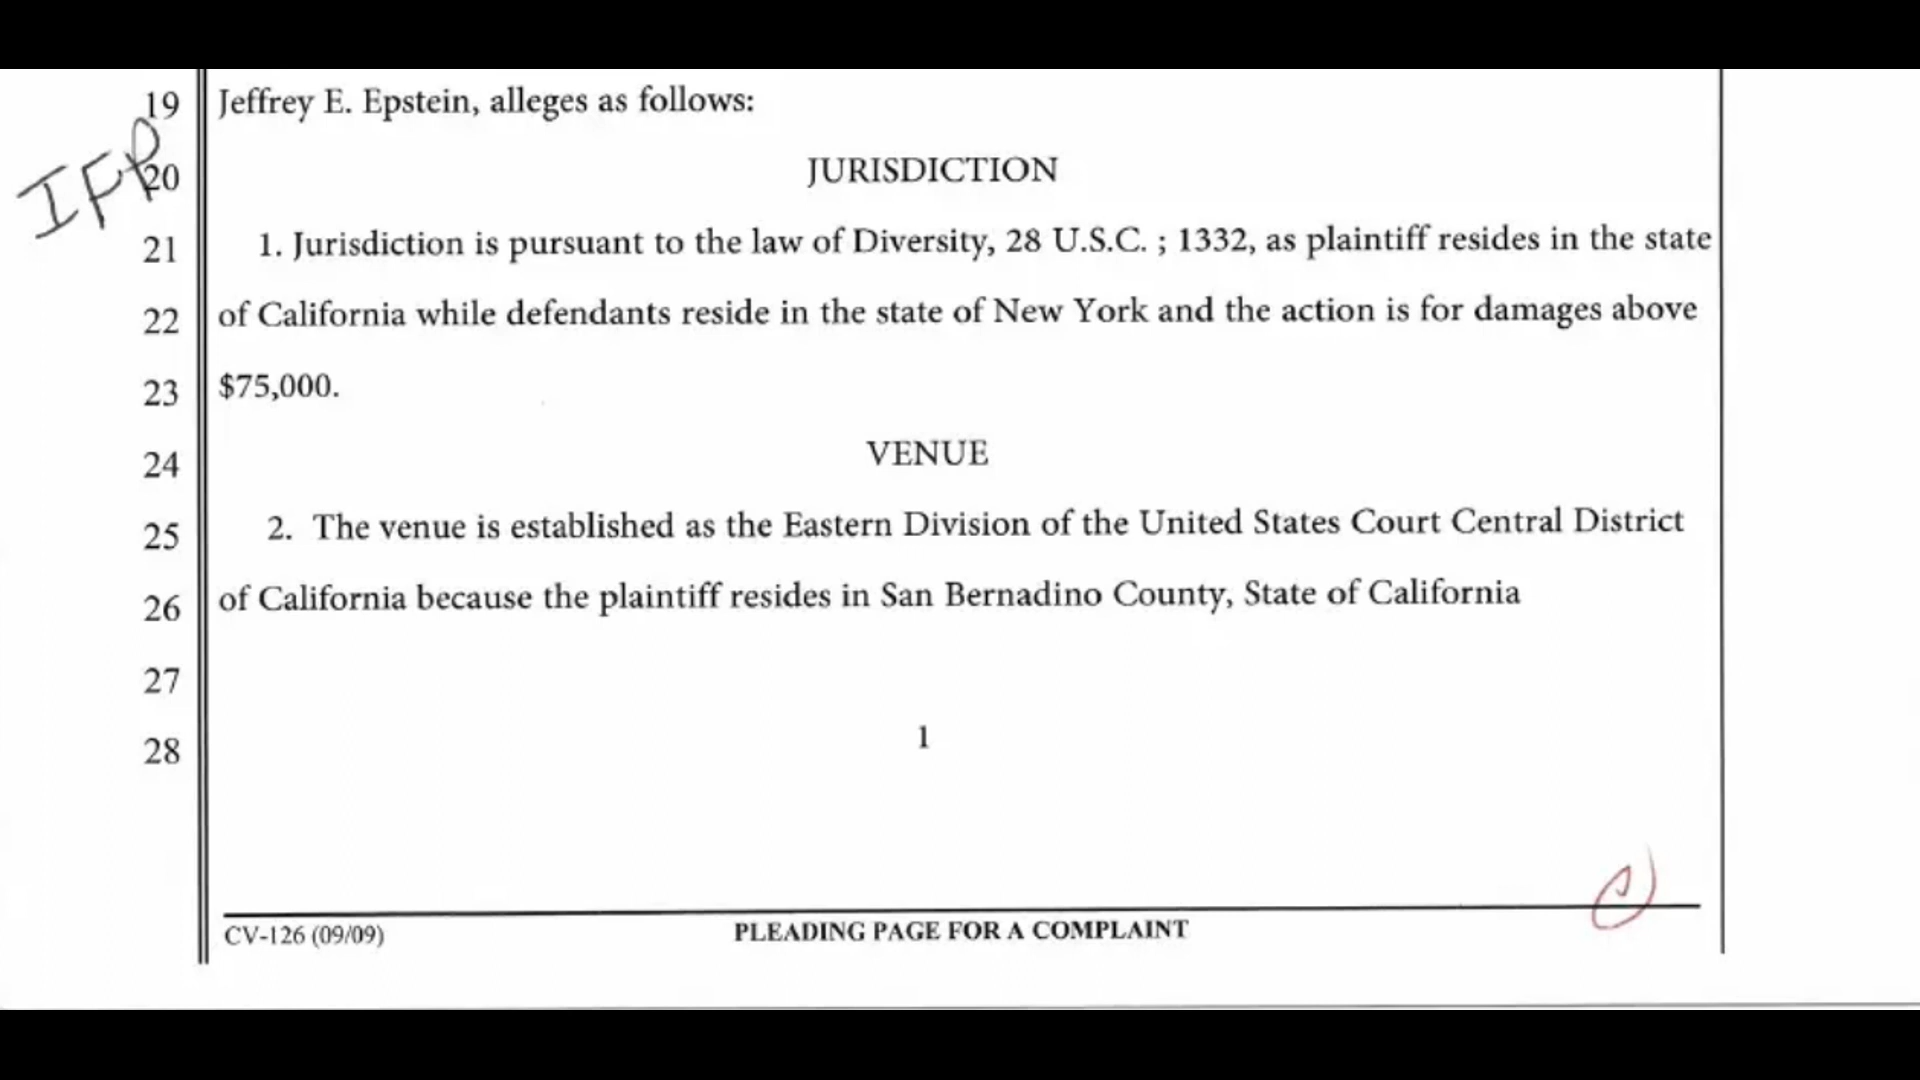 19 Jeffrey E. Epstein, alleges as follows:
IFP
20 JURISDICTION
21 1. Jurisdiction is pursuant to the law of Diversity, 28 U.S.C. ; 1332, as plaintiff resides in the state
22 of California while defendants reside in the state of New York and the action is for damages above
23 $75,000.
24 VENUE
25 2. The venue is established as the Eastern Division of the United States Court Central District
26 of California because the plaintiff resides in San Bernadino County, State of California
27
28 1
CV-126 (09/09) PLEADING PAGE FOR A COMPLAINT